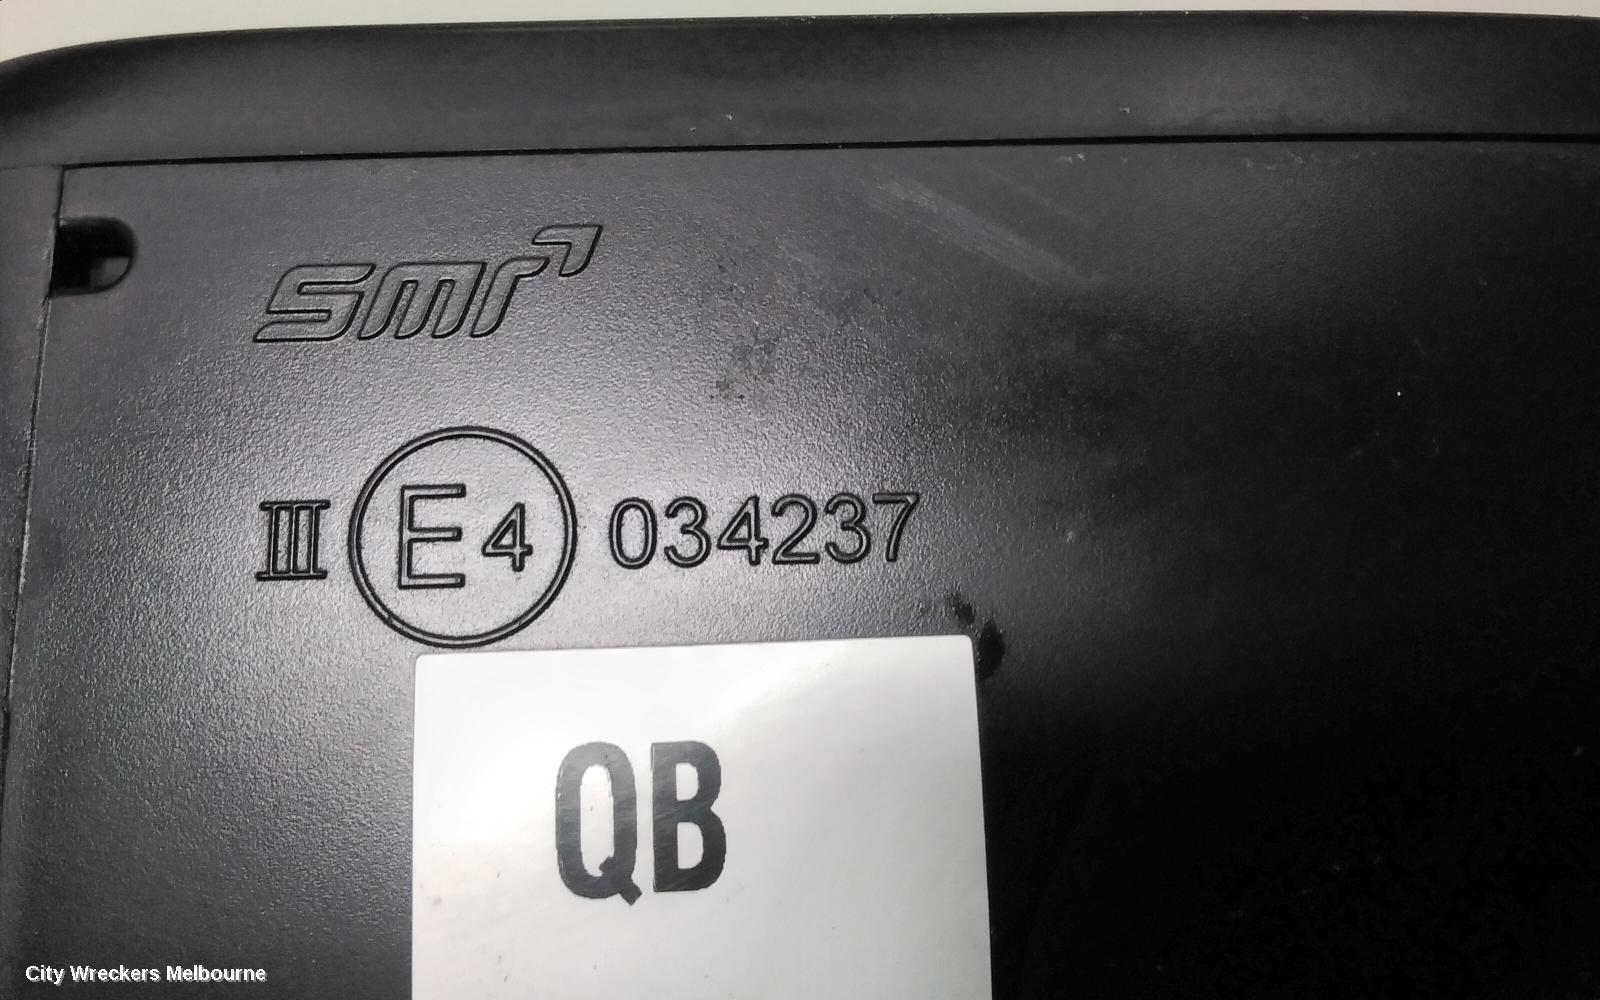 smr
III E4 034237
QB
City Wreckers Melbourne